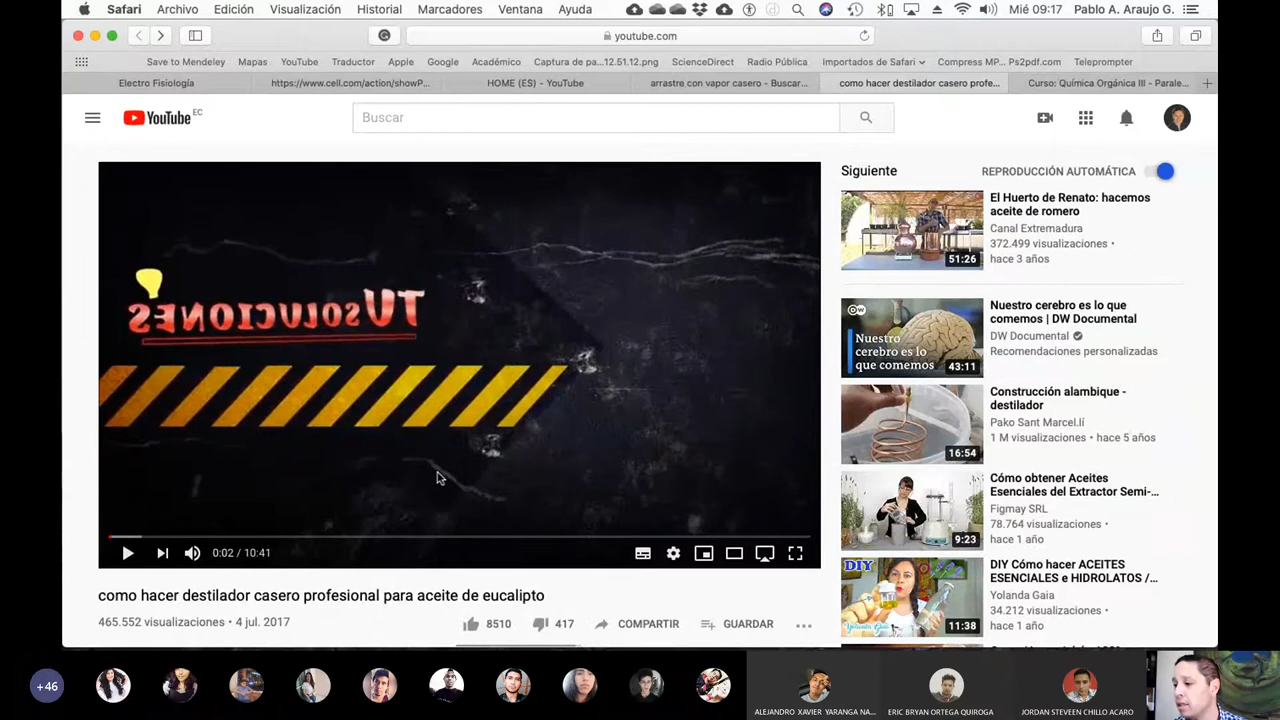 Safari Archivo Edición Visualización Historial Marcadores Ventana Ayuda Mié 09:17 Pablo A. Araujo G.
youtube.com
Save to Mendeley Mapas YouTube Traductor Apple Google Académico Captura de pa...12.51.12.png ScienceDirect Radio Pública Importados de Safari Compress MP... Ps2pdf.com Teleprompter
Electro Fisiología https://www.cell.com/action/showP... HOME (ES) - YouTube arrastre con vapor casero - Buscar... como hacer destilador casero profe... Curso: Química Orgánica III - Parale...
YouTube EC
Buscar
TUSOLUCIONES
0:02 / 10:41
como hacer destilador casero profesional para aceite de eucalipto
465.552 visualizaciones • 4 jul. 2017
8510 417 COMPARTIR GUARDAR
Siguiente REPRODUCCIÓN AUTOMÁTICA
El Huerto de Renato: hacemos
aceite de romero
Canal Extremadura
372.499 visualizaciones •
hace 3 años
51:26
DW
Nuestro
cerebro es lo
que comemos
43:11
Nuestro cerebro es lo que
comemos | DW Documental
DW Documental
Recomendaciones personalizadas
Construcción alambique -
destilador
Pako Sant Marcel.lí
1 M visualizaciones • hace 5 años
16:54
Cómo obtener Aceites
Esenciales del Extractor Semi-...
Figmay SRL
78.764 visualizaciones •
hace 1 año
9:23
DIY
DIY Cómo hacer ACEITES
ESENCIALES e HIDROLATOS /...
Yolanda Gaia
34.212 visualizaciones •
hace 1 año
11:38
+46
ALEJANDRO XAVIER YARANGA NA... ERIC BRYAN ORTEGA QUIROGA JORDAN STEVEEN CHILLO ACARO